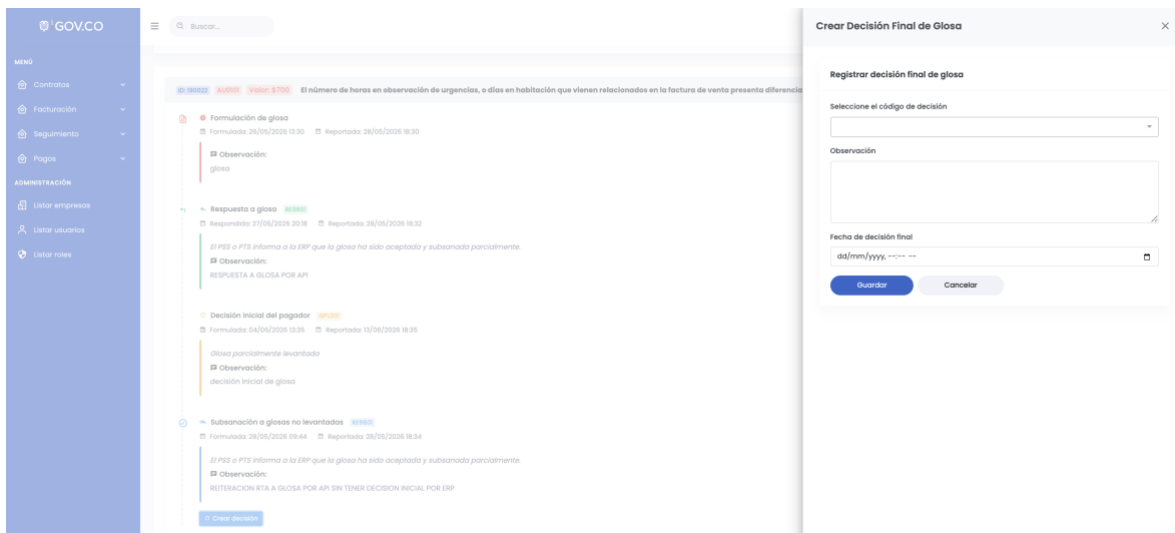 GOV.CO
Buscar...
MENÚ
Contratos
Facturación
Seguimiento
Pagos
ADMINISTRACIÓN
Listar empresas
Listar usuarios
Listar roles
Valor: $700 El número de horas en observación de urgencias, o días en habitación que vienen relacionados en la factura de venta presenta diferencia
Formulación de glosa
Formulada: 28/05/2026 13:30 Reportada: 28/05/2026 18:30
Observación:
glosa
Respuesta a glosa
Respondida: 27/05/2026 20:18 Reportada: 28/05/2026 18:32
El PSS o PTS informa a la ERP que la glosa ha sido aceptada y subsanada parcialmente.
Observación:
RESPUESTA A GLOSA POR API
Decisión inicial del pagador
Formulada: 04/06/2026 13:35 Reportada: 13/06/2026 18:35
Glosa parcialmente levantada
Observación:
decisión inicial de glosa
Subsanación a glosas no levantadas
Formulada: 28/05/2026 09:44 Reportada: 28/05/2026 18:34
El PSS o PTS informa a la ERP que la glosa ha sido aceptada y subsanada parcialmente.
Observación:
REITERACION RTA A GLOSA POR API SIN TENER DECISION INICIAL POR ERP
Crear decisión
Crear Decisión Final de Glosa
Registrar decisión final de glosa
Seleccione el código de decisión
Observación
Fecha de decisión final
dd/mm/yyyy, --:-- --
Guardar Cancelar